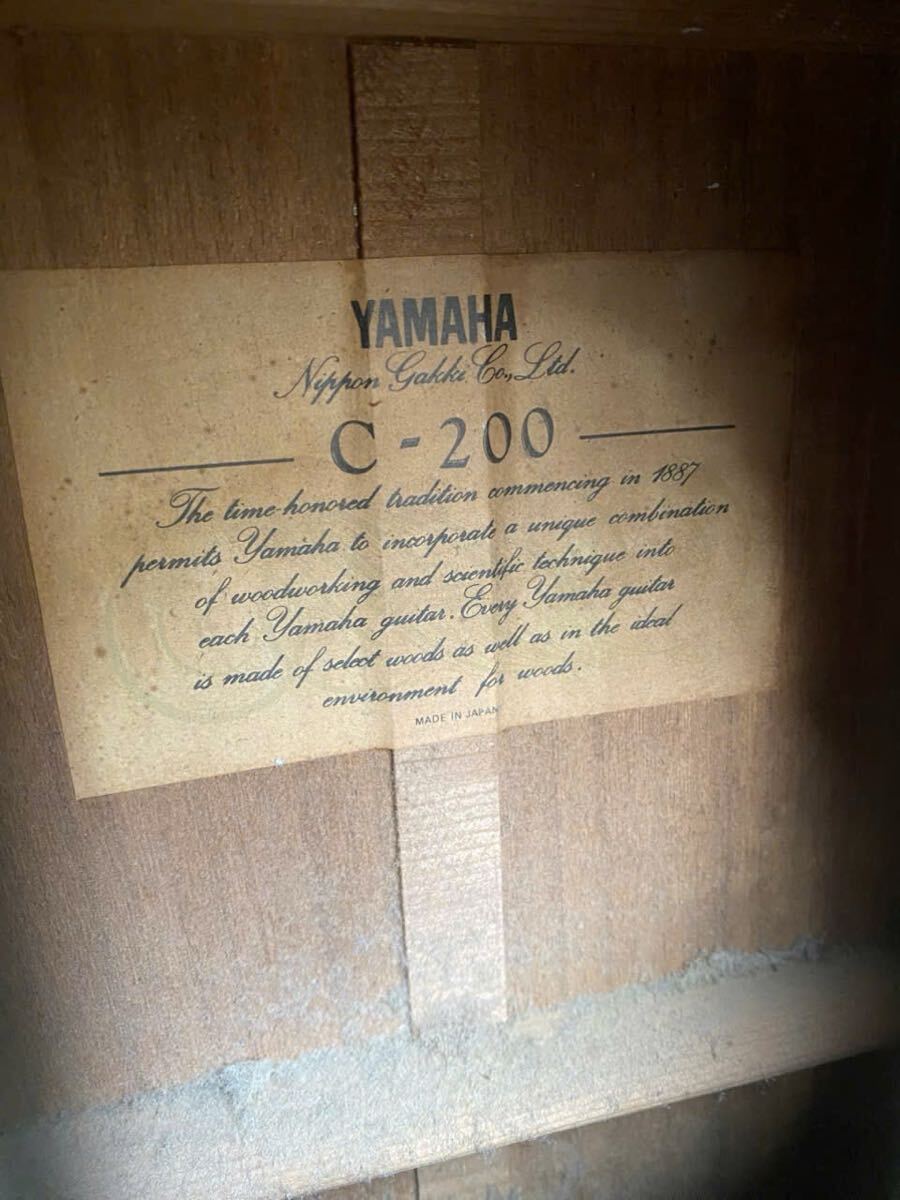 YAMAHA
Nippon Gakki Co., Ltd.
C-200
The time-honored tradition commencing in 1887
permits Yamaha to incorporate a unique combination
of woodworking and scientific technique into
each Yamaha guitar. Every Yamaha guitar
is made of select woods as well as in the ideal
environment for woods.
MADE IN JAPAN